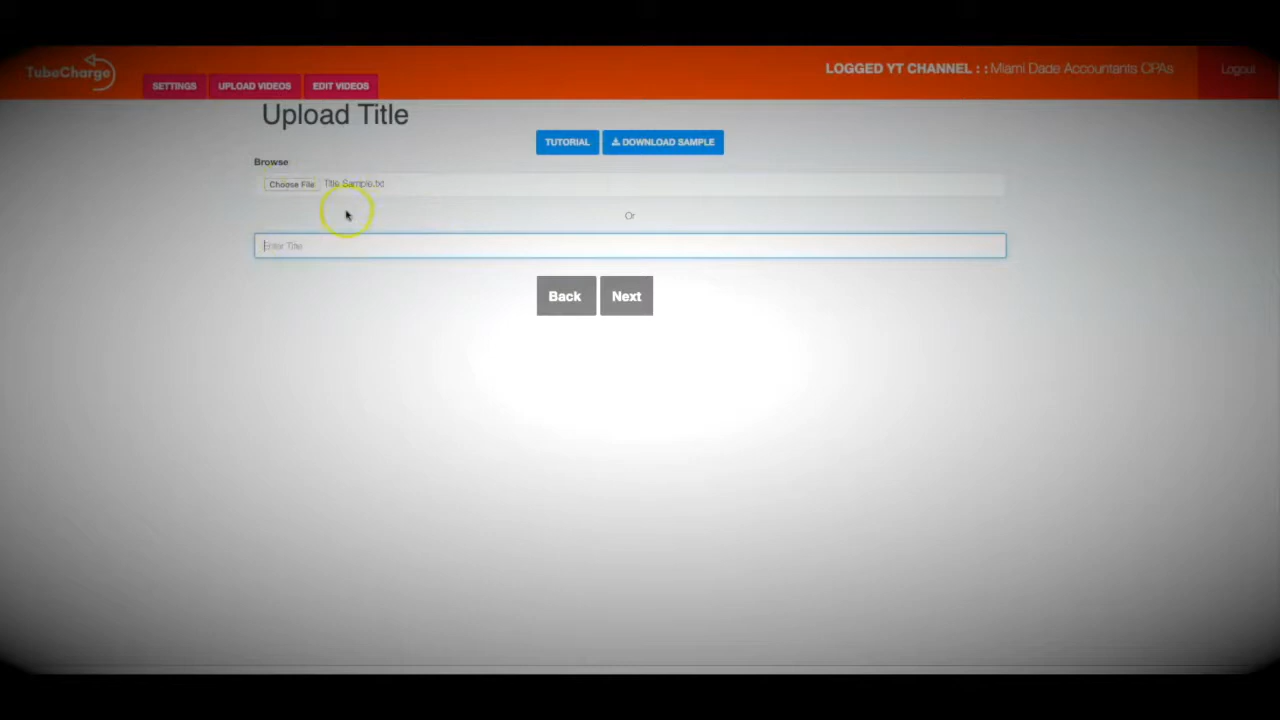 TubeCharge
SETTINGS UPLOAD VIDEOS EDIT VIDEOS
LOGGED YT CHANNEL : : Miami Dade Accountants CPAs
Logout
Upload Title
TUTORIAL DOWNLOAD SAMPLE
Browse
Choose File Title Sample.txt
Or
Enter Title
Back Next